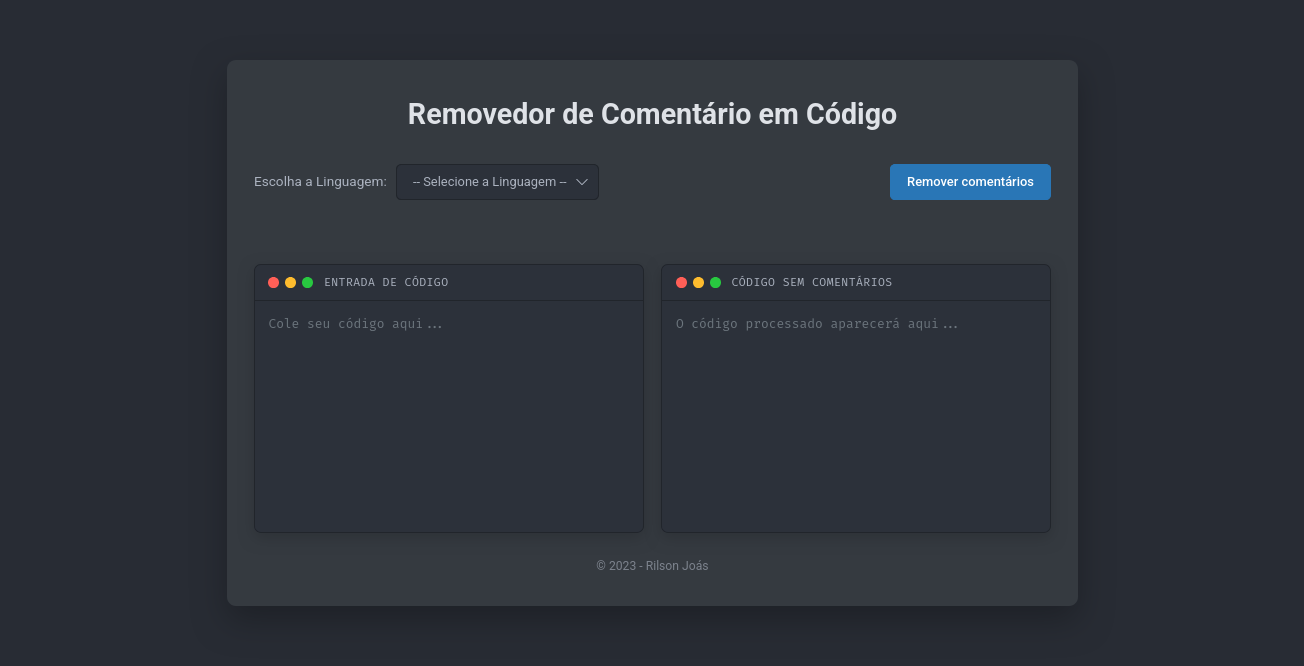 Removedor de Comentário em Código
Escolha a Linguagem:
-- Selecione a Linguagem --
Remover comentários
ENTRADA DE CÓDIGO
Cole seu código aqui...
CÓDIGO SEM COMENTÁRIOS
O código processado aparecerá aqui...
© 2023 - Rilson Joás